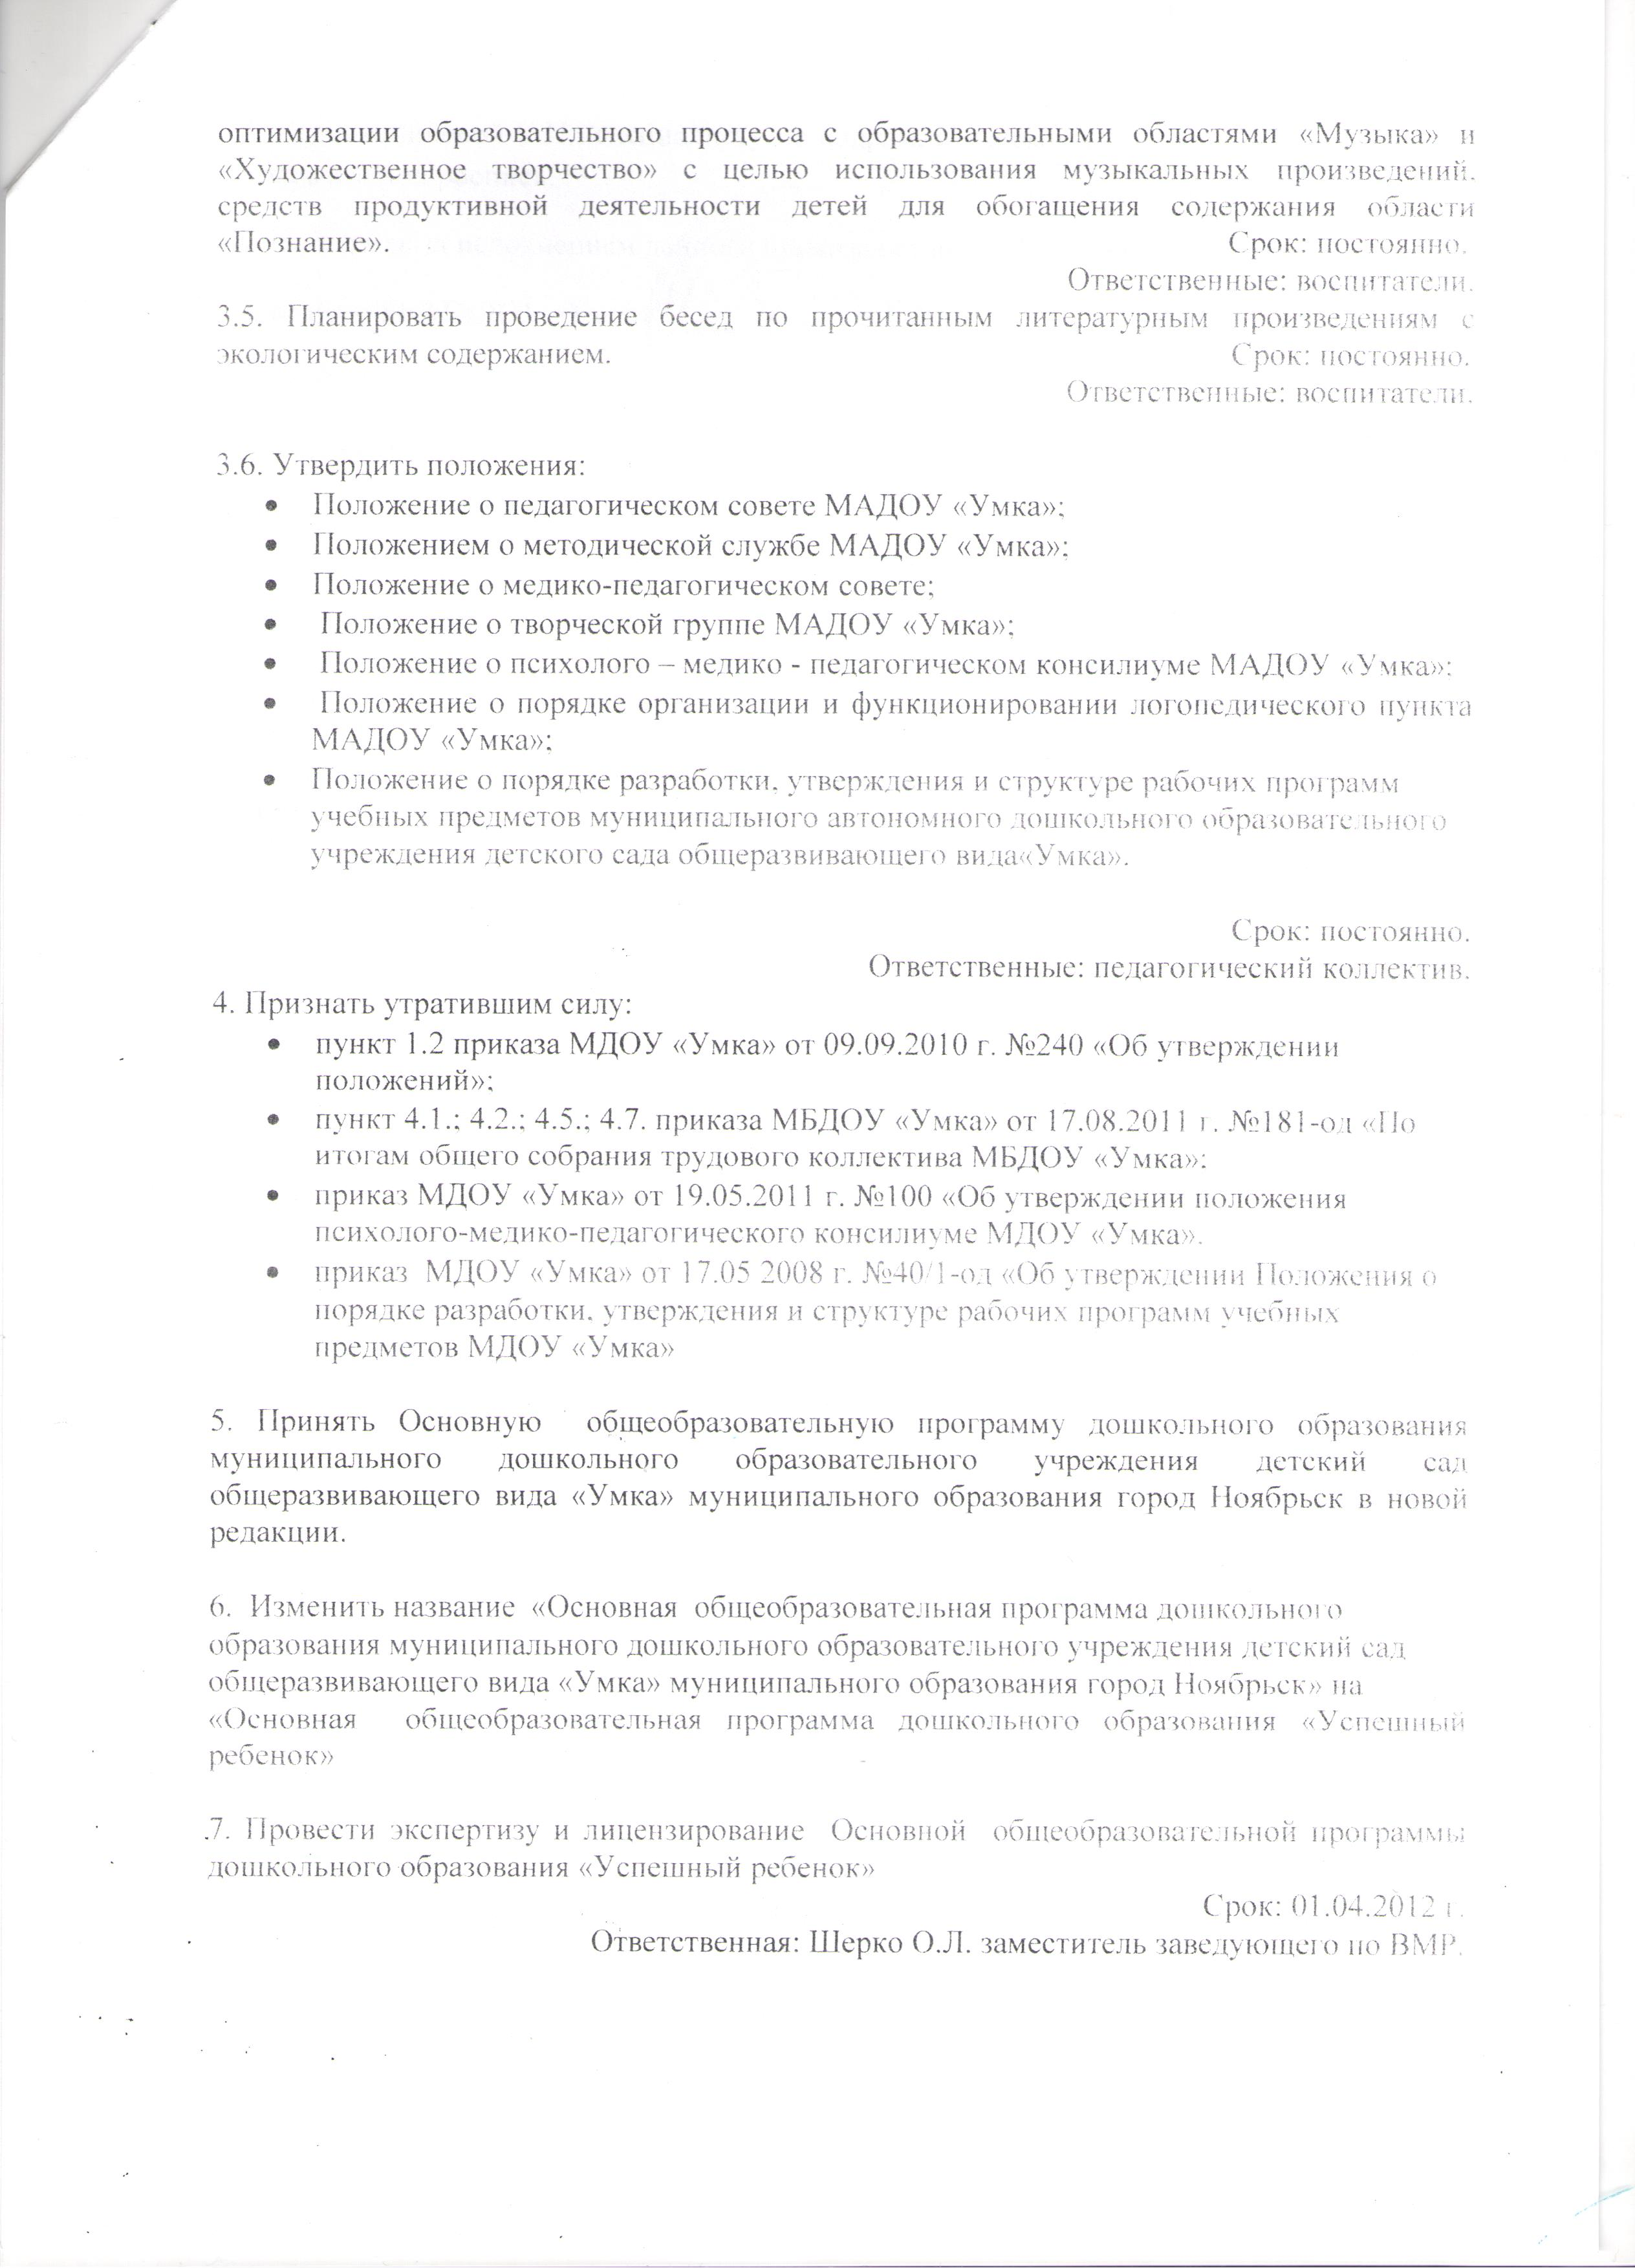 оптимизации образовательного процесса с образовательными областями «Музыка» и
«Художественное творчество» с целью использования музыкальных произведений.
средств продуктивной деятельности детей для обогащения содержания области
«Познание». Срок: постоянно.
Ответственные: воспитатели.
3.5. Планировать проведение бесед по прочитанным литературным произведениям с
экологическим содержанием. Срок: постоянно.
Ответственные: воспитатели.
3.6. Утвердить положения:
• Положение о педагогическом совете МАДОУ «Умка»;
• Положением о методической службе МАДОУ «Умка»;
• Положение о медико-педагогическом совете;
• Положение о творческой группе МАДОУ «Умка»;
• Положение о психолого – медико - педагогическом консилиуме МАДОУ «Умка»;
• Положение о порядке организации и функционировании логопедического пункта
МАДОУ «Умка»;
• Положение о порядке разработки, утверждения и структуре рабочих программ
учебных предметов муниципального автономного дошкольного образовательного
учреждения детского сада общеразвивающего вида«Умка».
Срок: постоянно.
Ответственные: педагогический коллектив.
4. Признать утратившим силу:
• пункт 1.2 приказа МДОУ «Умка» от 09.09.2010 г. №240 «Об утверждении
положений»;
• пункт 4.1.; 4.2.; 4.5.; 4.7. приказа МБДОУ «Умка» от 17.08.2011 г. №181-од «По
итогам общего собрания трудового коллектива МБДОУ «Умка»;
• приказ МДОУ «Умка» от 19.05.2011 г. №100 «Об утверждении положения
психолого-медико-педагогического консилиуме МДОУ «Умка».
• приказ МДОУ «Умка» от 17.05 2008 г. №40/1-од «Об утверждении Положения о
порядке разработки, утверждения и структуре рабочих программ учебных
предметов МДОУ «Умка»
5. Принять Основную общеобразовательную программу дошкольного образования
муниципального дошкольного образовательного учреждения детский сад
общеразвивающего вида «Умка» муниципального образования город Ноябрьск в новой
редакции.
6. Изменить название «Основная общеобразовательная программа дошкольного
образования муниципального дошкольного образовательного учреждения детский сад
общеразвивающего вида «Умка» муниципального образования город Ноябрьск» на
«Основная общеобразовательная программа дошкольного образования «Успешный
ребенок»
.7. Провести экспертизу и лицензирование Основной общеобразовательной программы
дошкольного образования «Успешный ребенок»
Срок: 01.04.2012 г.
Ответственная: Шерко О.Л. заместитель заведующего по ВМР.